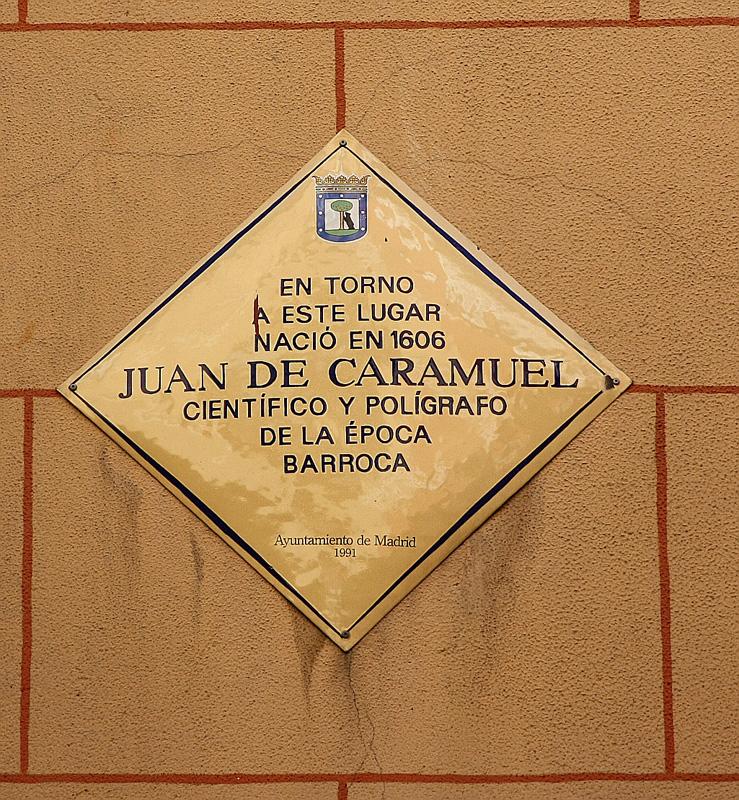 EN TORNO
A ESTE LUGAR
NACIÓ EN 1606
JUAN DE CARAMUEL
CIENTÍFICO Y POLÍGRAFO
DE LA ÉPOCA
BARROCA
Ayuntamiento de Madrid
1991